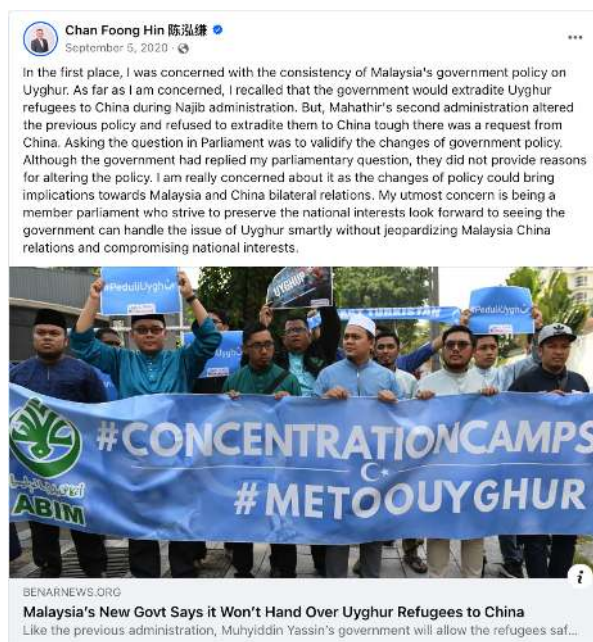 Chan Foong Hin 陈泓缣
September 5, 2020
In the first place, I was concerned with the consistency of Malaysia's government policy on
Uyghur. As far as I am concerned, I recalled that the government would extradite Uyghur
refugees to China during Najib administration. But, Mahathir's second administration altered
the previous policy and refused to extradite them to China tough there was a request from
China. Asking the question in Parliament was to validify the changes of government policy.
Although the government had replied my parliamentary question, they did not provide reasons
for altering the policy. I am really concerned about it as the changes of policy could bring
implications towards Malaysia and China bilateral relations. My utmost concern is being a
member parliament who strive to preserve the national interests look forward to seeing the
government can handle the issue of Uyghur smartly without jeopardizing Malaysia China
relations and compromising national interests.
#PeduliUyghur
UYGHUR
TURKISTAN
#PeduliUyghur
#CONCENTRATIONCAMPS
#METOOUYGHUR
ABIM
BENARNEWS.ORG
Malaysia's New Govt Says it Won't Hand Over Uyghur Refugees to China
Like the previous administration, Muhyiddin Yassin's government will allow the refugees saf...